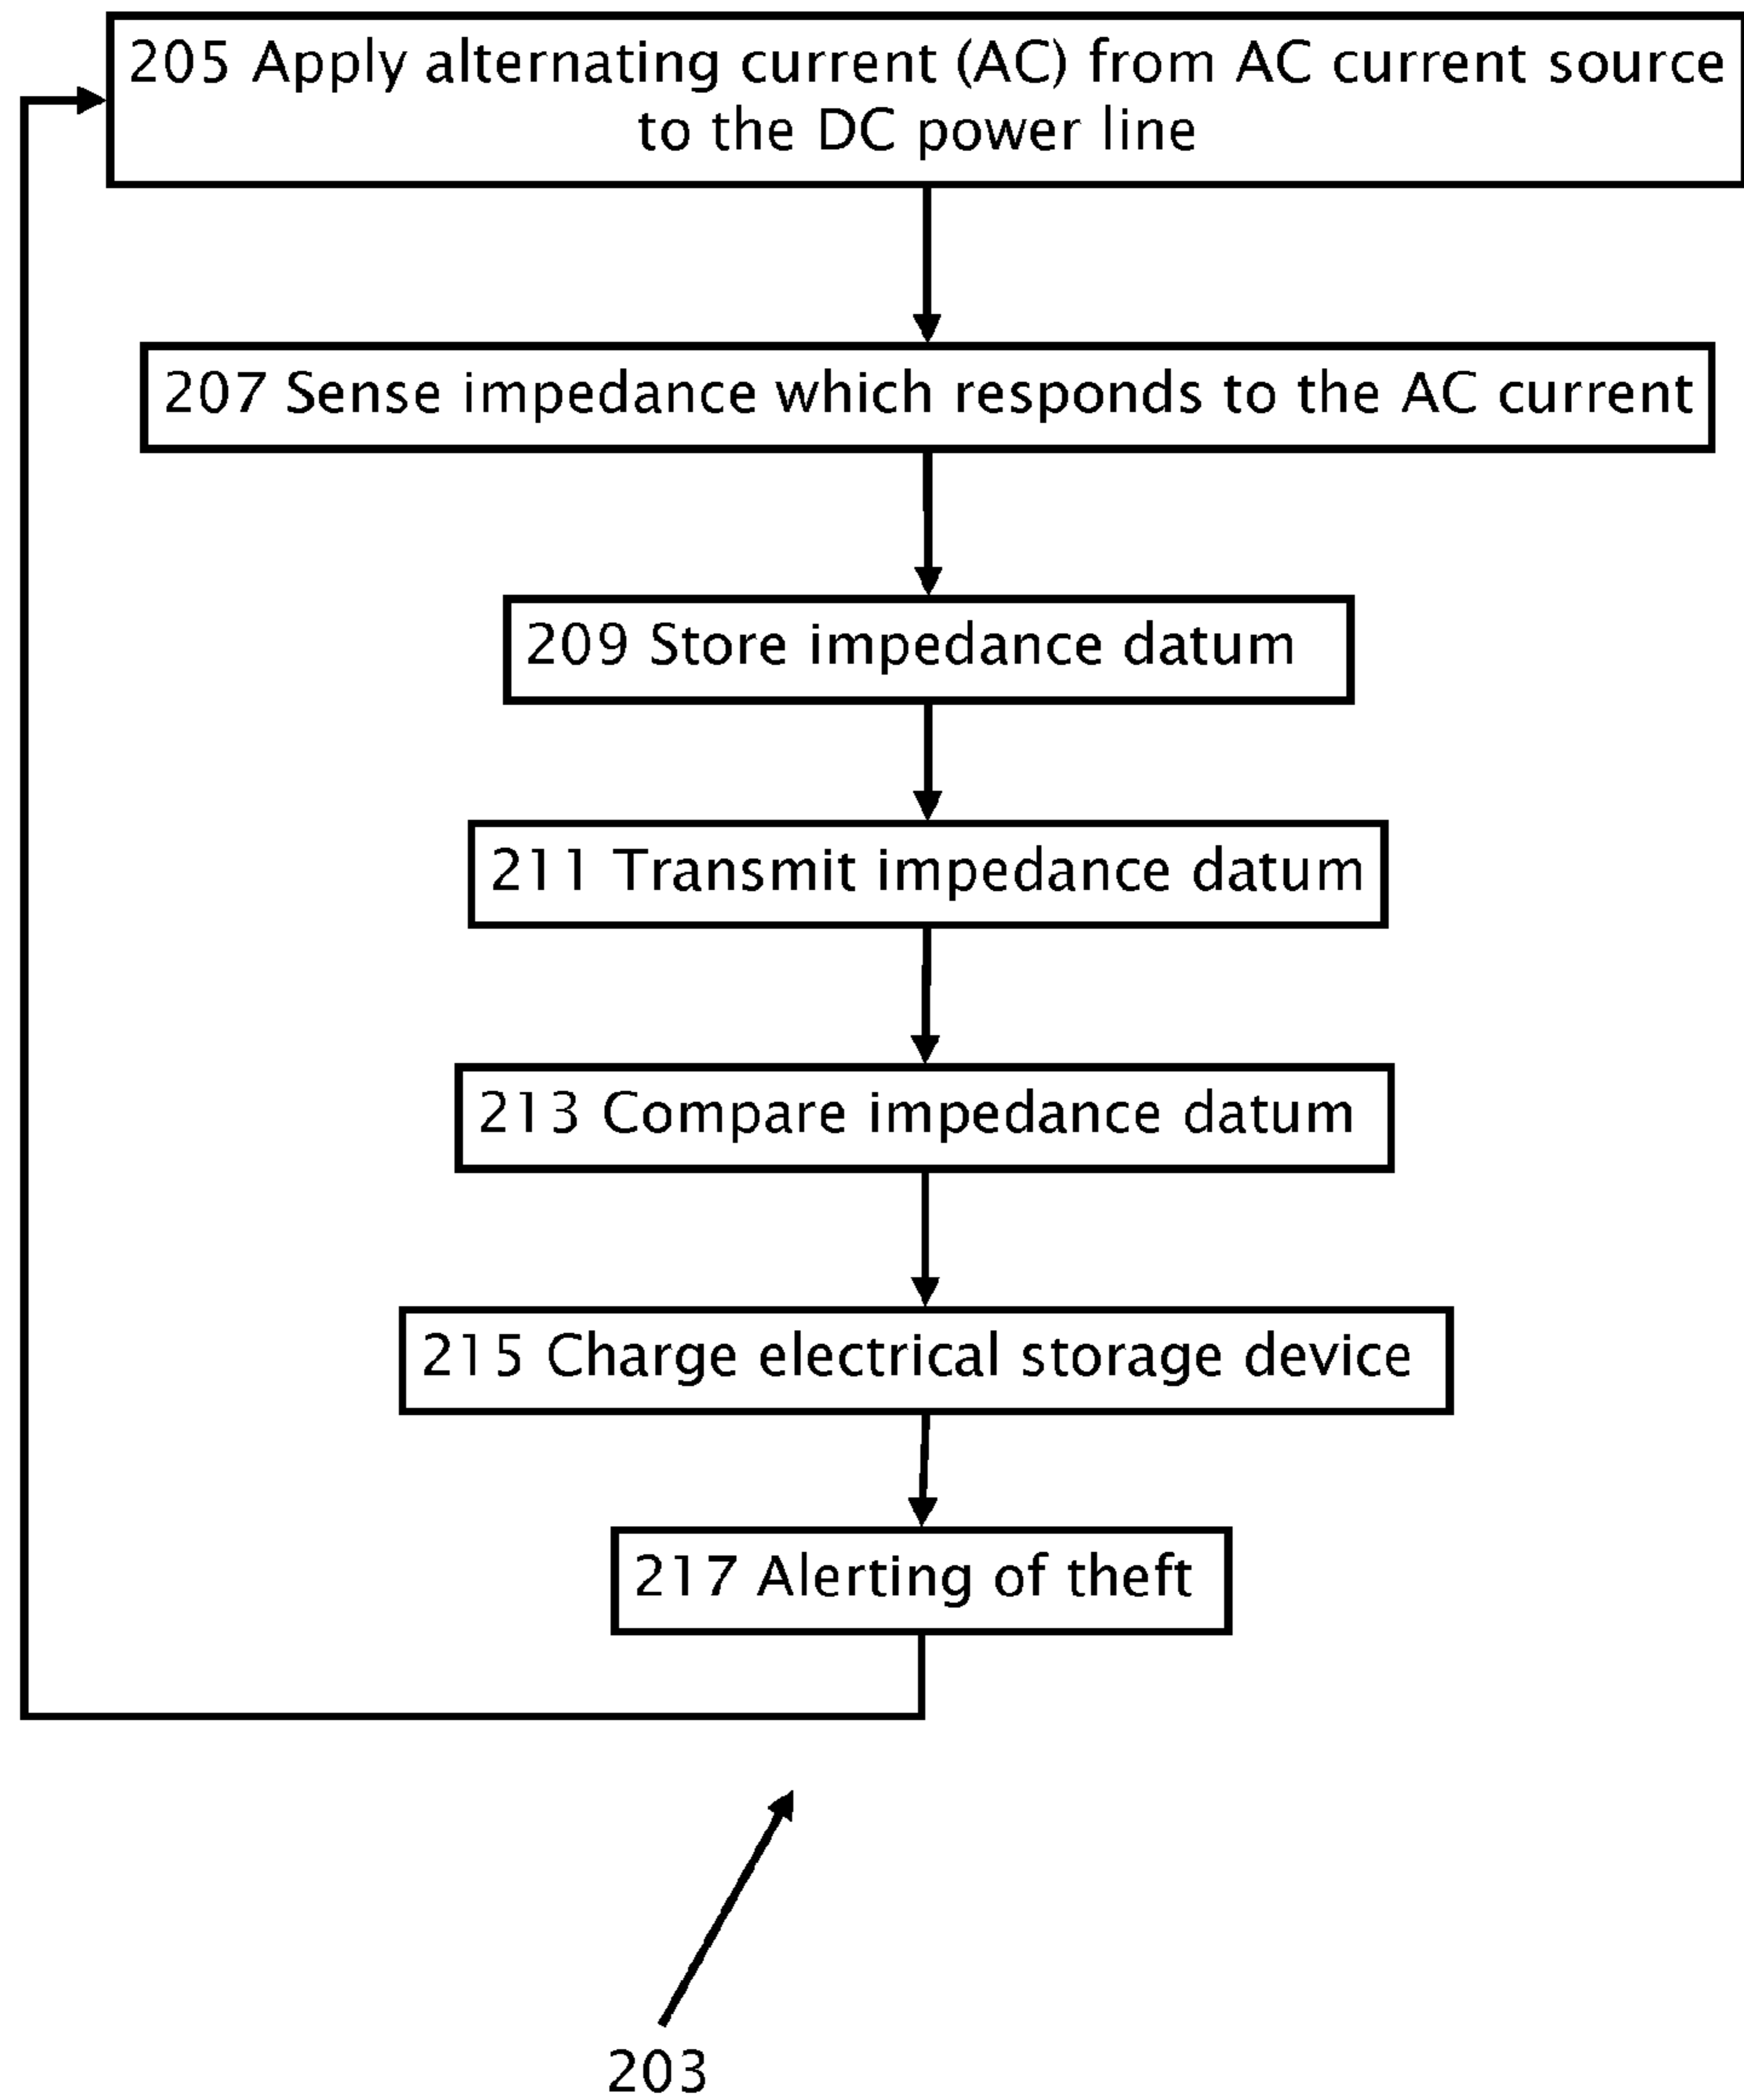 205 Apply alternating current (AC) from AC current source
to the DC power line
207 Sense impedance which responds to the AC current
209 Store impedance datum
211 Transmit impedance datum
213 Compare impedance datum
215 Charge electrical storage device
217 Alerting of theft
203